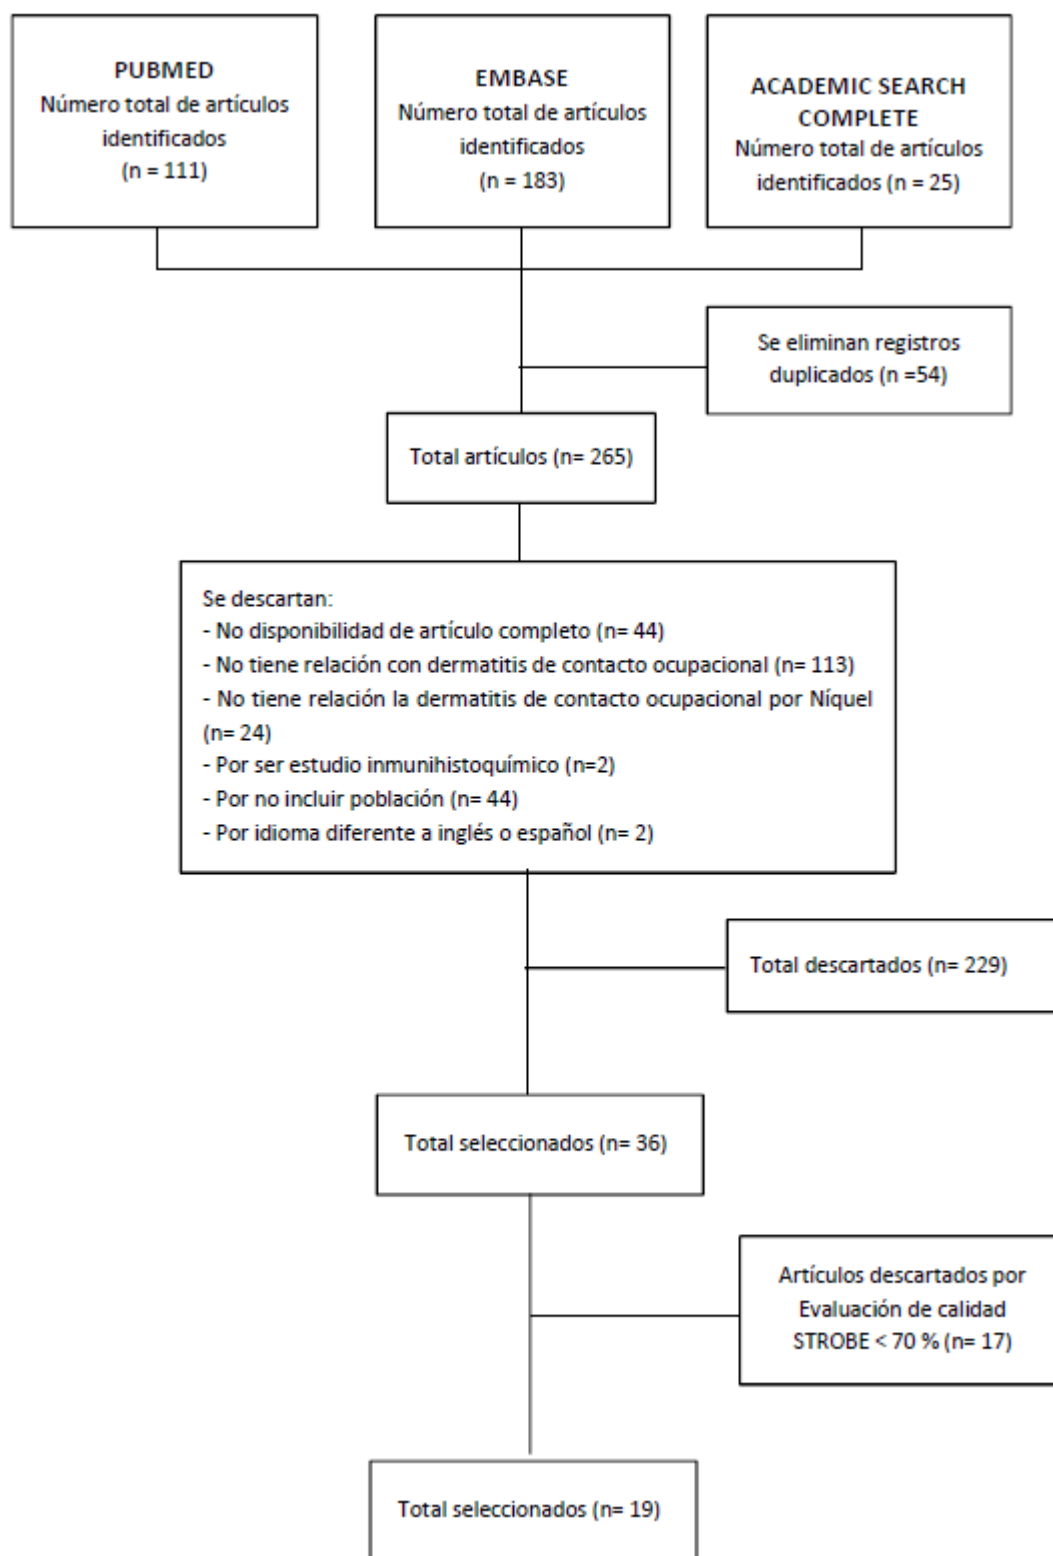 PUBMED
Número total de artículos
identificados
(n = 111)
EMBASE
Número total de artículos
identificados
(n = 183)
ACADEMIC SEARCH
COMPLETE
Número total de artículos
identificados (n = 25)
Se eliminan registros
duplicados (n =54)
Total artículos (n= 265)
Se descartan:
- No disponibilidad de artículo completo (n= 44)
- No tiene relación con dermatitis de contacto ocupacional (n= 113)
- No tiene relación la dermatitis de contacto ocupacional por Níquel
(n= 24)
- Por ser estudio inmunihistoquímico (n=2)
- Por no incluir población (n= 44)
- Por idioma diferente a inglés o español (n= 2)
Total descartados (n= 229)
Total seleccionados (n= 36)
Artículos descartados por
Evaluación de calidad
STROBE < 70 % (n= 17)
Total seleccionados (n= 19)